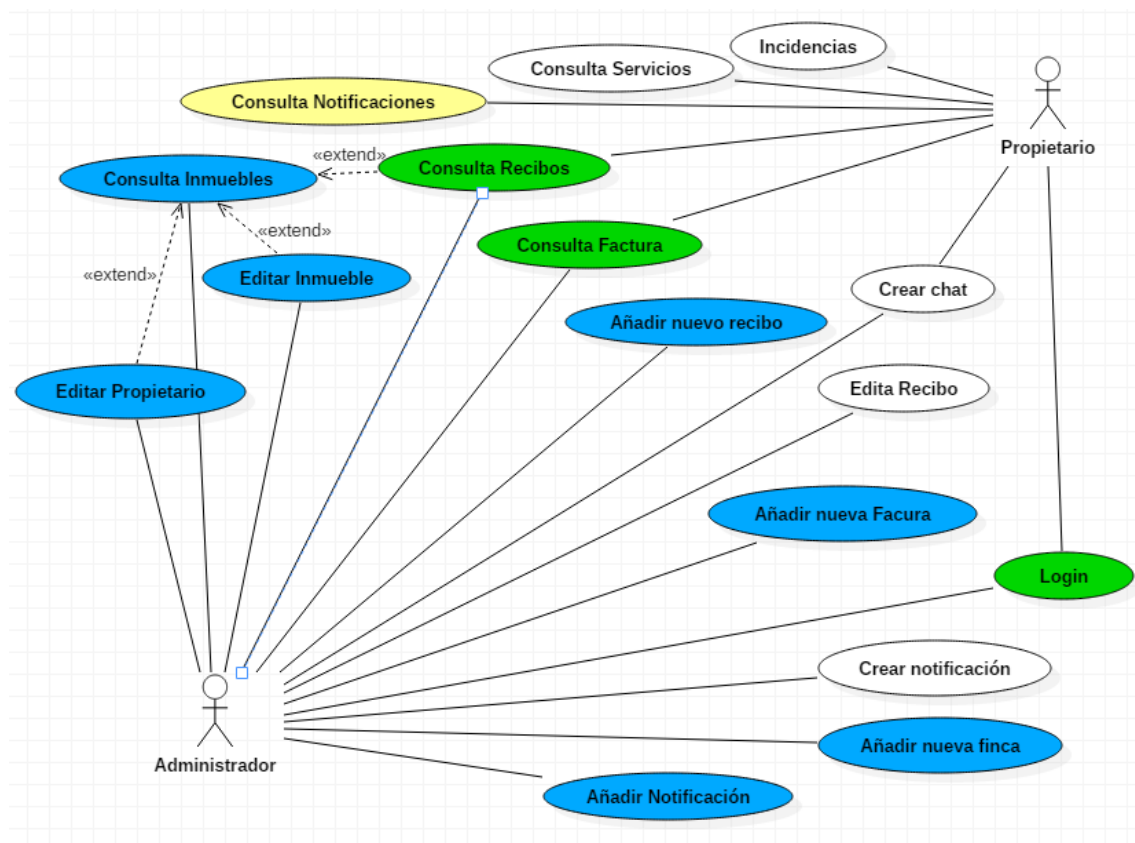 Incidencias
Consulta Servicios
Consulta Notificaciones
Propietario
«extend»
Consulta Recibos
Consulta Inmuebles
«extend»
Consulta Factura
«extend»
Editar Inmueble
Crear chat
Añadir nuevo recibo
Editar Propietario
Edita Recibo
Añadir nueva Facura
Login
Crear notificación
Añadir nueva finca
Administrador
Añadir Notificación